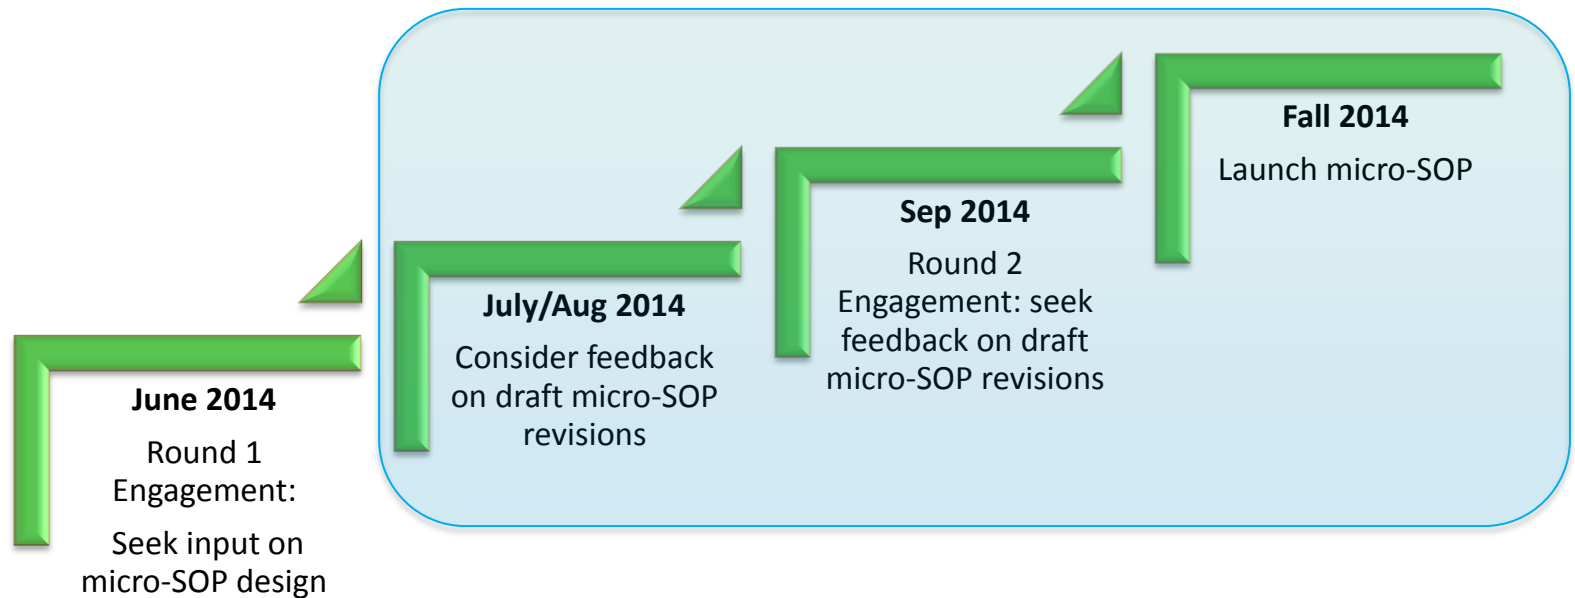 June 2014
Round 1
Engagement:
Seek input on
micro-SOP design
July/Aug 2014
Consider feedback
on draft micro-SOP
revisions
Sep 2014
Round 2
Engagement: seek
feedback on draft
micro-SOP revisions
Fall 2014
Launch micro-SOP